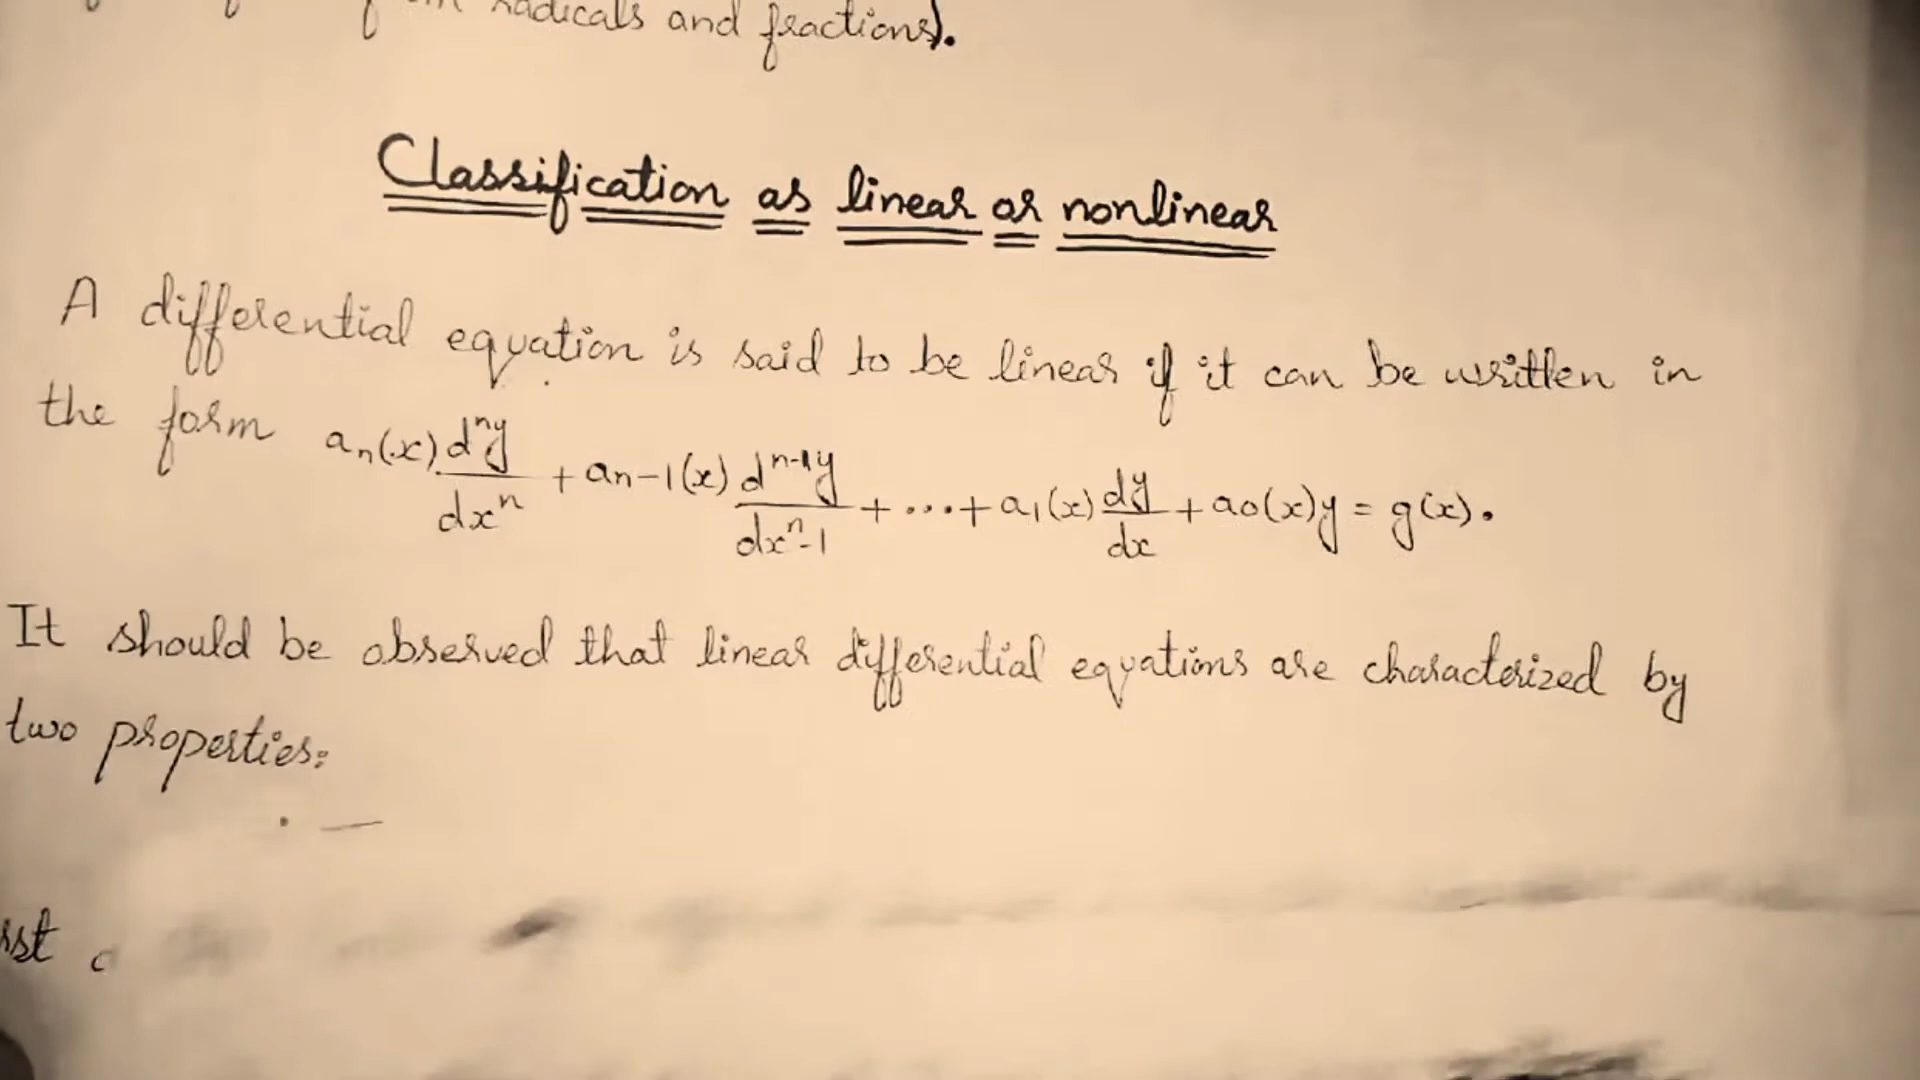 radicals and fractions).
Classification as linear or nonlinear
A differential equation is said to be linear if it can be written in
the form an(x) dⁿy/dxⁿ + an-1(x) dⁿ⁻¹y/dxⁿ-1 + ... + a1(x) dy/dx + a0(x)y = g(x).
It should be observed that linear differential equations are characterized by
two properties: